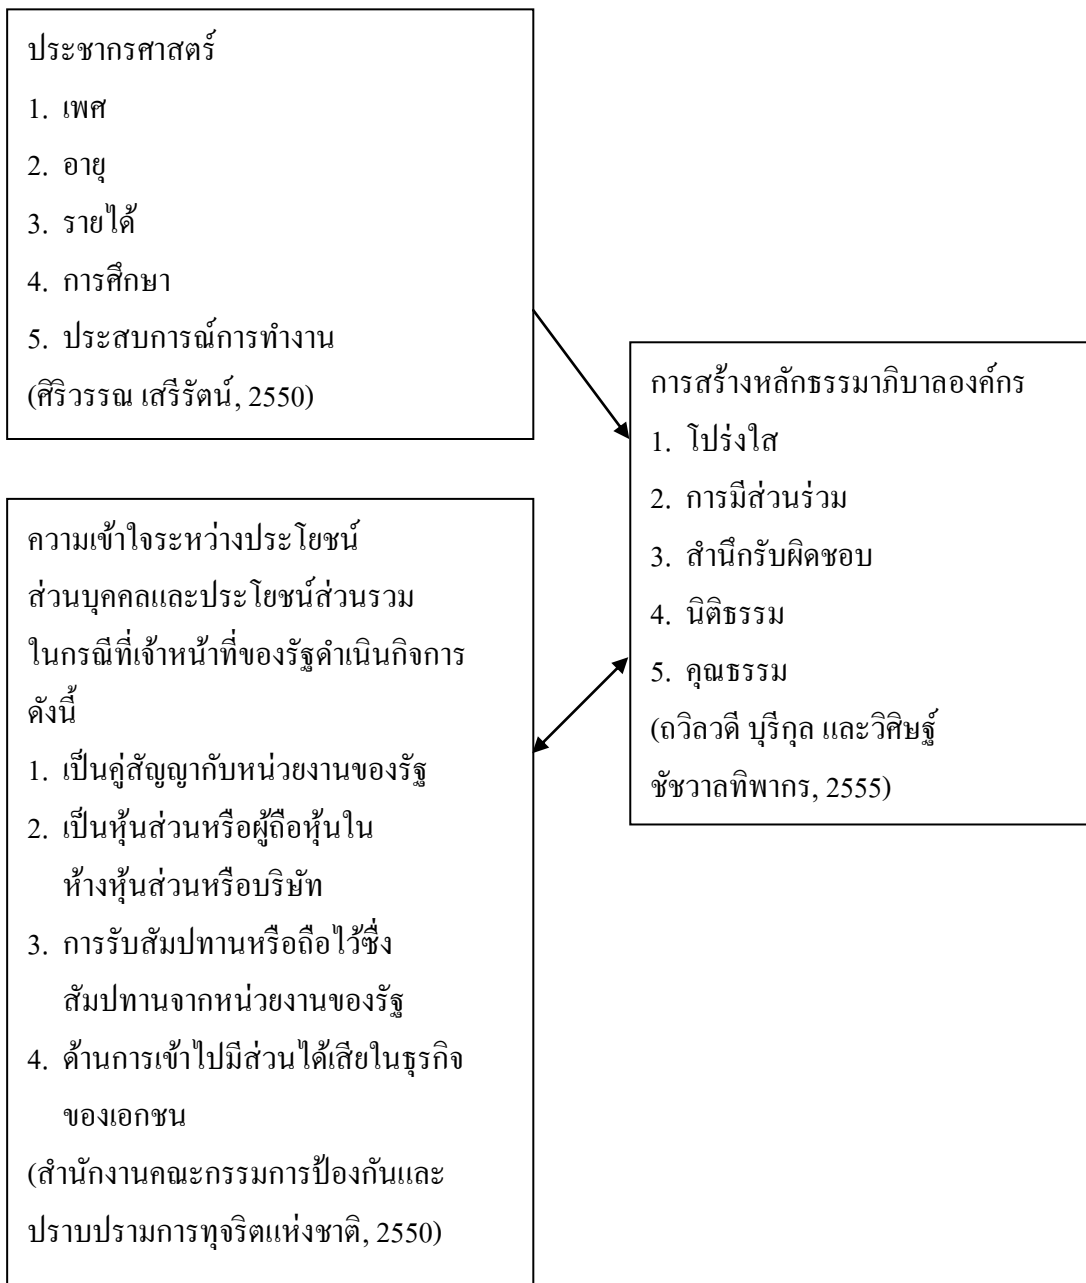 ประชากรศาสตร์
1. เพศ
2. อายุ
3. รายได้
4. การศึกษา
5. ประสบการณ์การทำงาน
(ศิริวรรณ เสรีรัตน์, 2550)
ความเข้าใจระหว่างประโยชน์
ส่วนบุคคลและประโยชน์ส่วนรวม
ในกรณีที่เจ้าหน้าที่ของรัฐดำเนินกิจการ
ดังนี้
1. เป็นคู่สัญญากับหน่วยงานของรัฐ
2. เป็นหุ้นส่วนหรือผู้ถือหุ้นใน
ห้างหุ้นส่วนหรือบริษัท
3. การรับสัมปทานหรือถือไว้ซึ่ง
สัมปทานจากหน่วยงานของรัฐ
4. ด้านการเข้าไปมีส่วนได้เสียในธุรกิจ
ของเอกชน
(สำนักงานคณะกรรมการป้องกันและ
ปราบปรามการทุจริตแห่งชาติ, 2550)
การสร้างหลักธรรมาภิบาลองค์กร
1. โปร่งใส
2. การมีส่วนร่วม
3. สำนึกรับผิดชอบ
4. นิติธรรม
5. คุณธรรม
(ถวิลวดี บุรีกุล และวิศิษฐ์
ชัชวาลทิพากร, 2555)